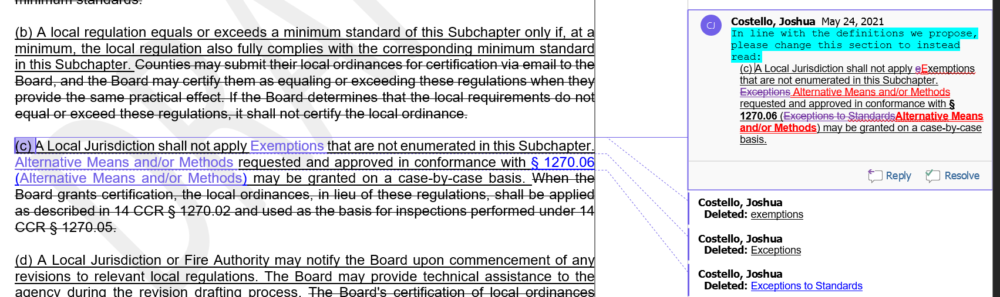 minimum standards.
(b) A local regulation equals or exceeds a minimum standard of this Subchapter only if, at a
minimum, the local regulation also fully complies with the corresponding minimum standard
in this Subchapter. Counties may submit their local ordinances for certification via email to the
Board, and the Board may certify them as equaling or exceeding these regulations when they
provide the same practical effect. If the Board determines that the local requirements do not
equal or exceed these regulations, it shall not certify the local ordinance.
(c) A Local Jurisdiction shall not apply Exemptions that are not enumerated in this Subchapter.
Alternative Means and/or Methods requested and approved in conformance with § 1270.06
(Alternative Means and/or Methods) may be granted on a case-by-case basis. When the
Board grants certification, the local ordinances, in lieu of these regulations, shall be applied
as described in 14 CCR § 1270.02 and used as the basis for inspections performed under 14
CCR § 1270.05.
(d) A Local Jurisdiction or Fire Authority may notify the Board upon commencement of any
revisions to relevant local regulations. The Board may provide technical assistance to the
agency during the revision drafting process. The Board's certification of local ordinances
CJ
Costello, Joshua May 24, 2021
In line with the definitions we propose,
please change this section to instead
read:
(c) A Local Jurisdiction shall not apply eExemptions
that are not enumerated in this Subchapter.
Exceptions Alternative Means and/or Methods
requested and approved in conformance with §
1270.06 (Exceptions to StandardsAlternative Means
and/or Methods) may be granted on a case-by-case
basis.
Reply Resolve
Costello, Joshua
Deleted: exemptions
Costello, Joshua
Deleted: Exceptions
Costello, Joshua
Deleted: Exceptions to Standards